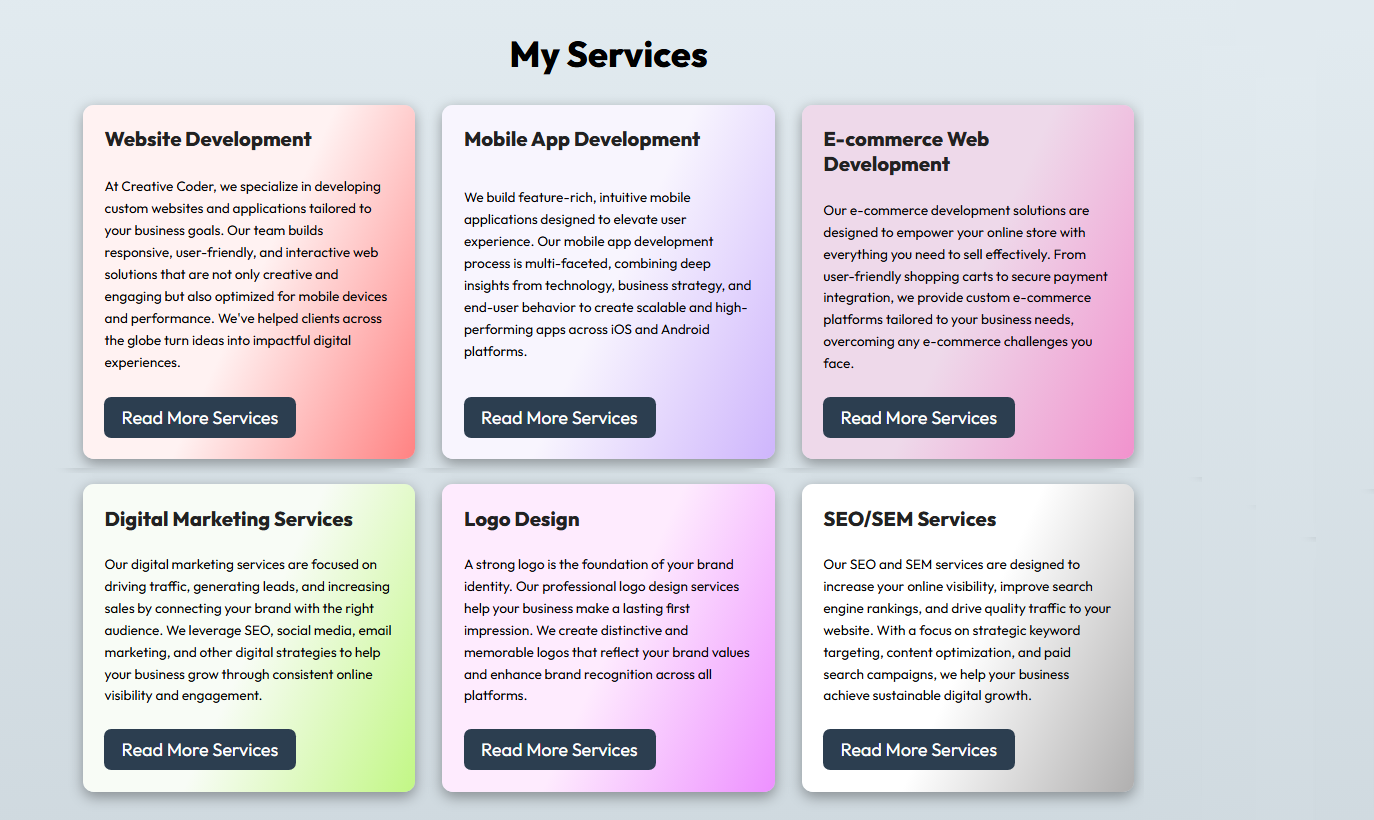 My Services
Website Development
At Creative Coder, we specialize in developing
custom websites and applications tailored to
your business goals. Our team builds
responsive, user-friendly, and interactive web
solutions that are not only creative and
engaging but also optimized for mobile devices
and performance. We've helped clients across
the globe turn ideas into impactful digital
experiences.
Read More Services
Mobile App Development
We build feature-rich, intuitive mobile
applications designed to elevate user
experience. Our mobile app development
process is multi-faceted, combining deep
insights from technology, business strategy, and
end-user behavior to create scalable and high-
performing apps across iOS and Android
platforms.
Read More Services
E-commerce Web
Development
Our e-commerce development solutions are
designed to empower your online store with
everything you need to sell effectively. From
user-friendly shopping carts to secure payment
integration, we provide custom e-commerce
platforms tailored to your business needs,
overcoming any e-commerce challenges you
face.
Read More Services
Digital Marketing Services
Our digital marketing services are focused on
driving traffic, generating leads, and increasing
sales by connecting your brand with the right
audience. We leverage SEO, social media, email
marketing, and other digital strategies to help
your business grow through consistent online
visibility and engagement.
Read More Services
Logo Design
A strong logo is the foundation of your brand
identity. Our professional logo design services
help your business make a lasting first
impression. We create distinctive and
memorable logos that reflect your brand values
and enhance brand recognition across all
platforms.
Read More Services
SEO/SEM Services
Our SEO and SEM services are designed to
increase your online visibility, improve search
engine rankings, and drive quality traffic to your
website. With a focus on strategic keyword
targeting, content optimization, and paid
search campaigns, we help your business
achieve sustainable digital growth.
Read More Services